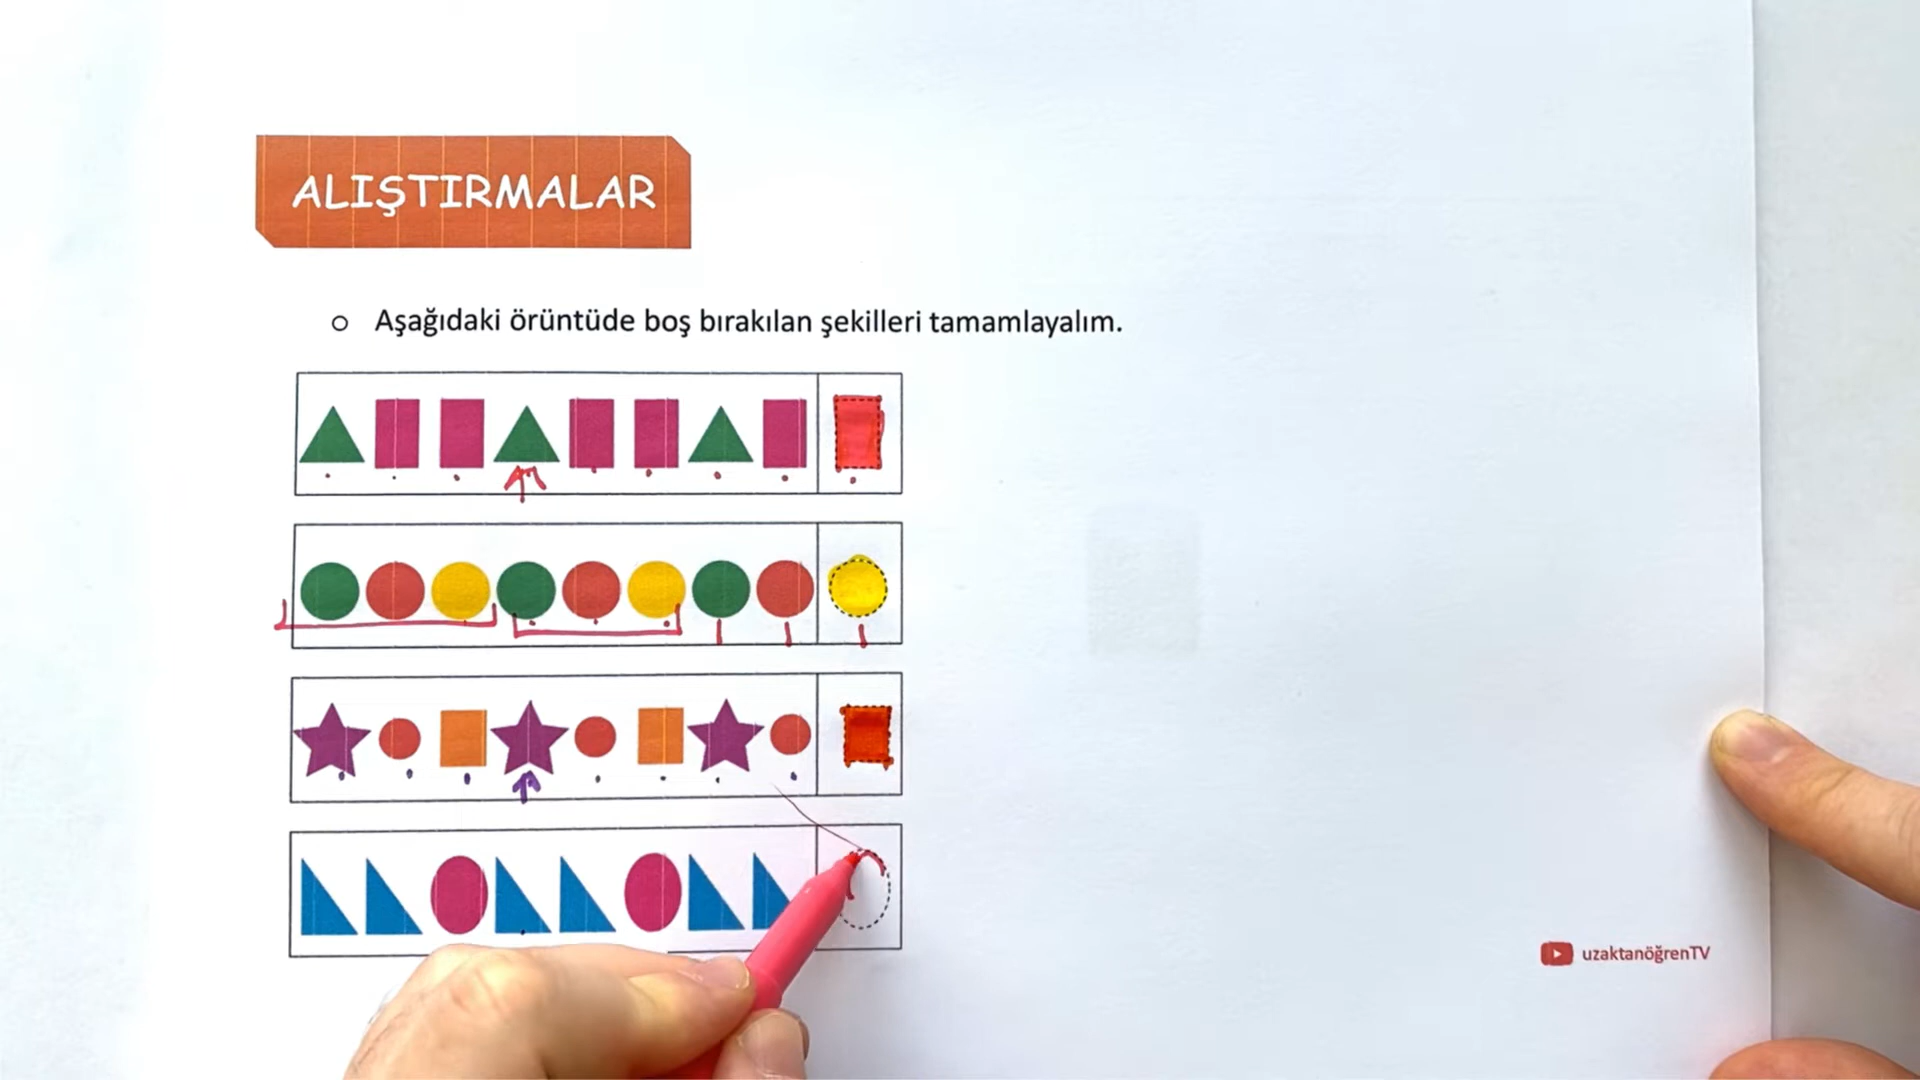 ALIŞTIRMALAR
o Aşağıdaki örüntüde boş bırakılan şekilleri tamamlayalım.
uzaktanöğrenTV